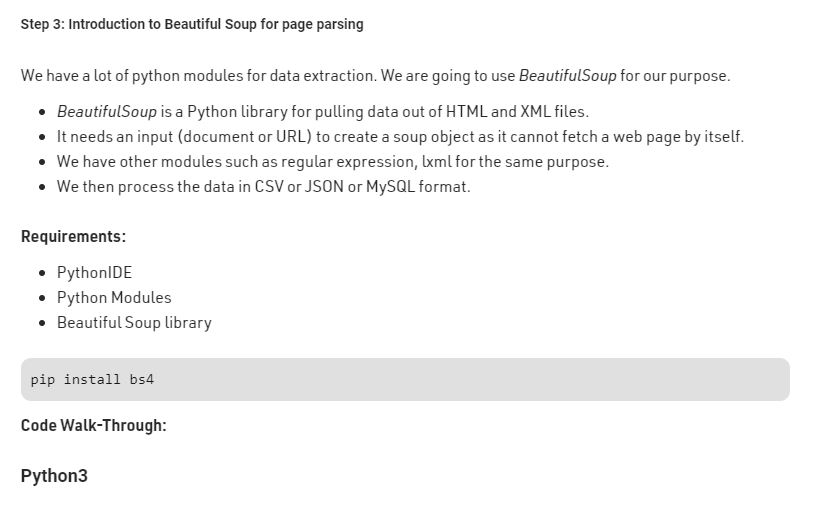 Step 3: Introduction to Beautiful Soup for page parsing
We have a lot of python modules for data extraction. We are going to use BeautifulSoup for our purpose.
• BeautifulSoup is a Python library for pulling data out of HTML and XML files.
• It needs an input (document or URL) to create a soup object as it cannot fetch a web page by itself.
• We have other modules such as regular expression, lxml for the same purpose.
• We then process the data in CSV or JSON or MySQL format.
Requirements:
• PythonIDE
• Python Modules
• Beautiful Soup library
pip install bs4
Code Walk-Through:
Python3